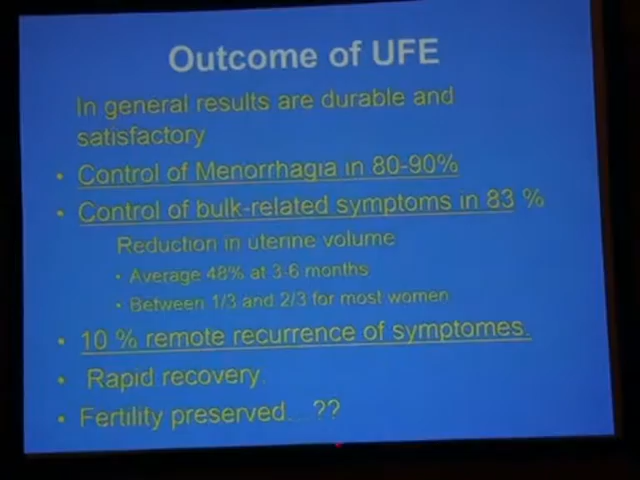 Outcome of UFE
In general results are durable and
satisfactory
• Control of Menorrhagia in 80-90%
• Control of bulk-related symptoms in 83 %
Reduction in uterine volume
• Average 48% at 3-6 months
• Between 1/3 and 2/3 for most women
• 10 % remote recurrence of symptomes.
• Rapid recovery.
• Fertility preserved....??